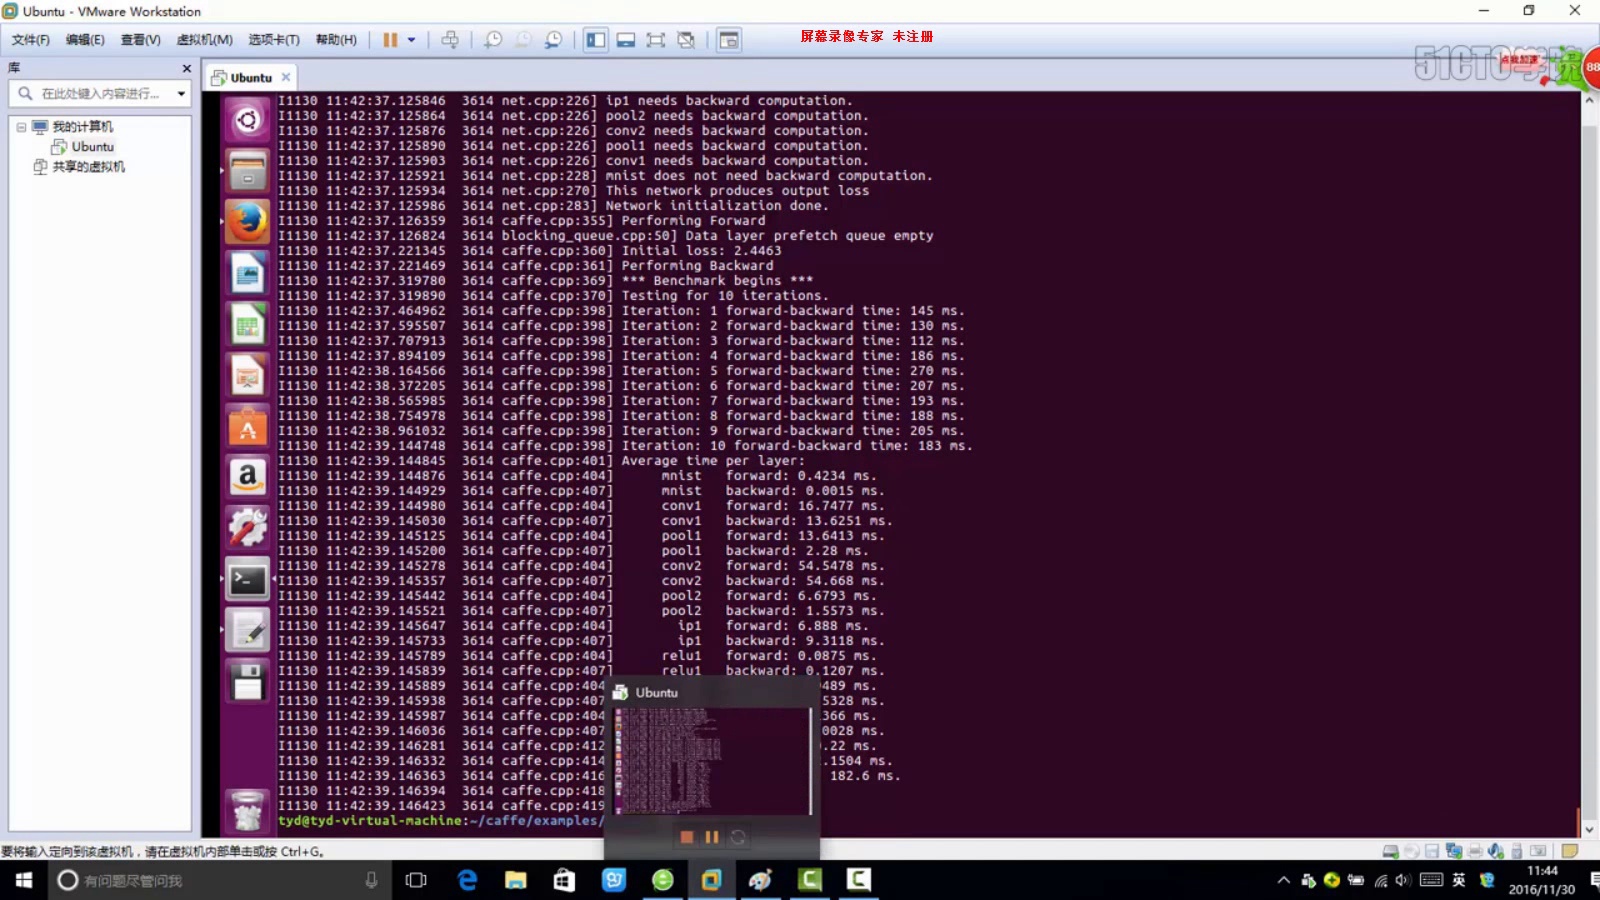 Ubuntu - VMware Workstation
文件(F) 编辑(E) 查看(V) 虚拟机(M) 选项卡(T) 帮助(H)
屏幕录像专家 未注册
51CTO学院
点我加速
88
库
在此处键入内容进行...
我的计算机
Ubuntu
共享的虚拟机
Ubuntu
I1130 11:42:37.125846 3614 net.cpp:226] ip1 needs backward computation.
I1130 11:42:37.125864 3614 net.cpp:226] pool2 needs backward computation.
I1130 11:42:37.125876 3614 net.cpp:226] conv2 needs backward computation.
I1130 11:42:37.125890 3614 net.cpp:226] pool1 needs backward computation.
I1130 11:42:37.125903 3614 net.cpp:226] conv1 needs backward computation.
I1130 11:42:37.125921 3614 net.cpp:228] mnist does not need backward computation.
I1130 11:42:37.125934 3614 net.cpp:270] This network produces output loss
I1130 11:42:37.125986 3614 net.cpp:283] Network initialization done.
I1130 11:42:37.126359 3614 caffe.cpp:355] Performing Forward
I1130 11:42:37.126824 3614 blocking_queue.cpp:50] Data layer prefetch queue empty
I1130 11:42:37.221345 3614 caffe.cpp:360] Initial loss: 2.4463
I1130 11:42:37.221469 3614 caffe.cpp:361] Performing Backward
I1130 11:42:37.319780 3614 caffe.cpp:369] *** Benchmark begins ***
I1130 11:42:37.319890 3614 caffe.cpp:370] Testing for 10 iterations.
I1130 11:42:37.464962 3614 caffe.cpp:398] Iteration: 1 forward-backward time: 145 ms.
I1130 11:42:37.595507 3614 caffe.cpp:398] Iteration: 2 forward-backward time: 130 ms.
I1130 11:42:37.707913 3614 caffe.cpp:398] Iteration: 3 forward-backward time: 112 ms.
I1130 11:42:37.894109 3614 caffe.cpp:398] Iteration: 4 forward-backward time: 186 ms.
I1130 11:42:38.164566 3614 caffe.cpp:398] Iteration: 5 forward-backward time: 270 ms.
I1130 11:42:38.372205 3614 caffe.cpp:398] Iteration: 6 forward-backward time: 207 ms.
I1130 11:42:38.565985 3614 caffe.cpp:398] Iteration: 7 forward-backward time: 193 ms.
I1130 11:42:38.754978 3614 caffe.cpp:398] Iteration: 8 forward-backward time: 188 ms.
I1130 11:42:38.961032 3614 caffe.cpp:398] Iteration: 9 forward-backward time: 205 ms.
I1130 11:42:39.144748 3614 caffe.cpp:398] Iteration: 10 forward-backward time: 183 ms.
I1130 11:42:39.144845 3614 caffe.cpp:401] Average time per layer:
I1130 11:42:39.144876 3614 caffe.cpp:404] mnist forward: 0.4234 ms.
I1130 11:42:39.144929 3614 caffe.cpp:407] mnist backward: 0.0015 ms.
I1130 11:42:39.144980 3614 caffe.cpp:404] conv1 forward: 16.7477 ms.
I1130 11:42:39.145030 3614 caffe.cpp:407] conv1 backward: 13.6251 ms.
I1130 11:42:39.145125 3614 caffe.cpp:404] pool1 forward: 13.6413 ms.
I1130 11:42:39.145200 3614 caffe.cpp:407] pool1 backward: 2.28 ms.
I1130 11:42:39.145278 3614 caffe.cpp:404] conv2 forward: 54.5478 ms.
I1130 11:42:39.145357 3614 caffe.cpp:407] conv2 backward: 54.668 ms.
I1130 11:42:39.145442 3614 caffe.cpp:404] pool2 forward: 6.6793 ms.
I1130 11:42:39.145521 3614 caffe.cpp:407] pool2 backward: 1.5573 ms.
I1130 11:42:39.145647 3614 caffe.cpp:404] ip1 forward: 6.888 ms.
I1130 11:42:39.145733 3614 caffe.cpp:407] ip1 backward: 9.3118 ms.
I1130 11:42:39.145789 3614 caffe.cpp:404] relu1 forward: 0.0875 ms.
I1130 11:42:39.145839 3614 caffe.cpp:407] relu1 backward: 0.1207 ms.
I1130 11:42:39.145889 3614 caffe.cpp:404 489 ms.
I1130 11:42:39.145938 3614 caffe.cpp:407 5328 ms.
I1130 11:42:39.145987 3614 caffe.cpp:404 366 ms.
I1130 11:42:39.146036 3614 caffe.cpp:407 0028 ms.
I1130 11:42:39.146281 3614 caffe.cpp:412 .22 ms.
I1130 11:42:39.146332 3614 caffe.cpp:414 .1504 ms.
I1130 11:42:39.146363 3614 caffe.cpp:416 182.6 ms.
I1130 11:42:39.146394 3614 caffe.cpp:418
I1130 11:42:39.146423 3614 caffe.cpp:419
tyd@tyd-virtual-machine:~/caffe/examples/
Ubuntu
要将输入定向到该虚拟机，请在虚拟机内部单击或按 Ctrl+G。
有问题尽管问我
英
11:44
2016/11/30